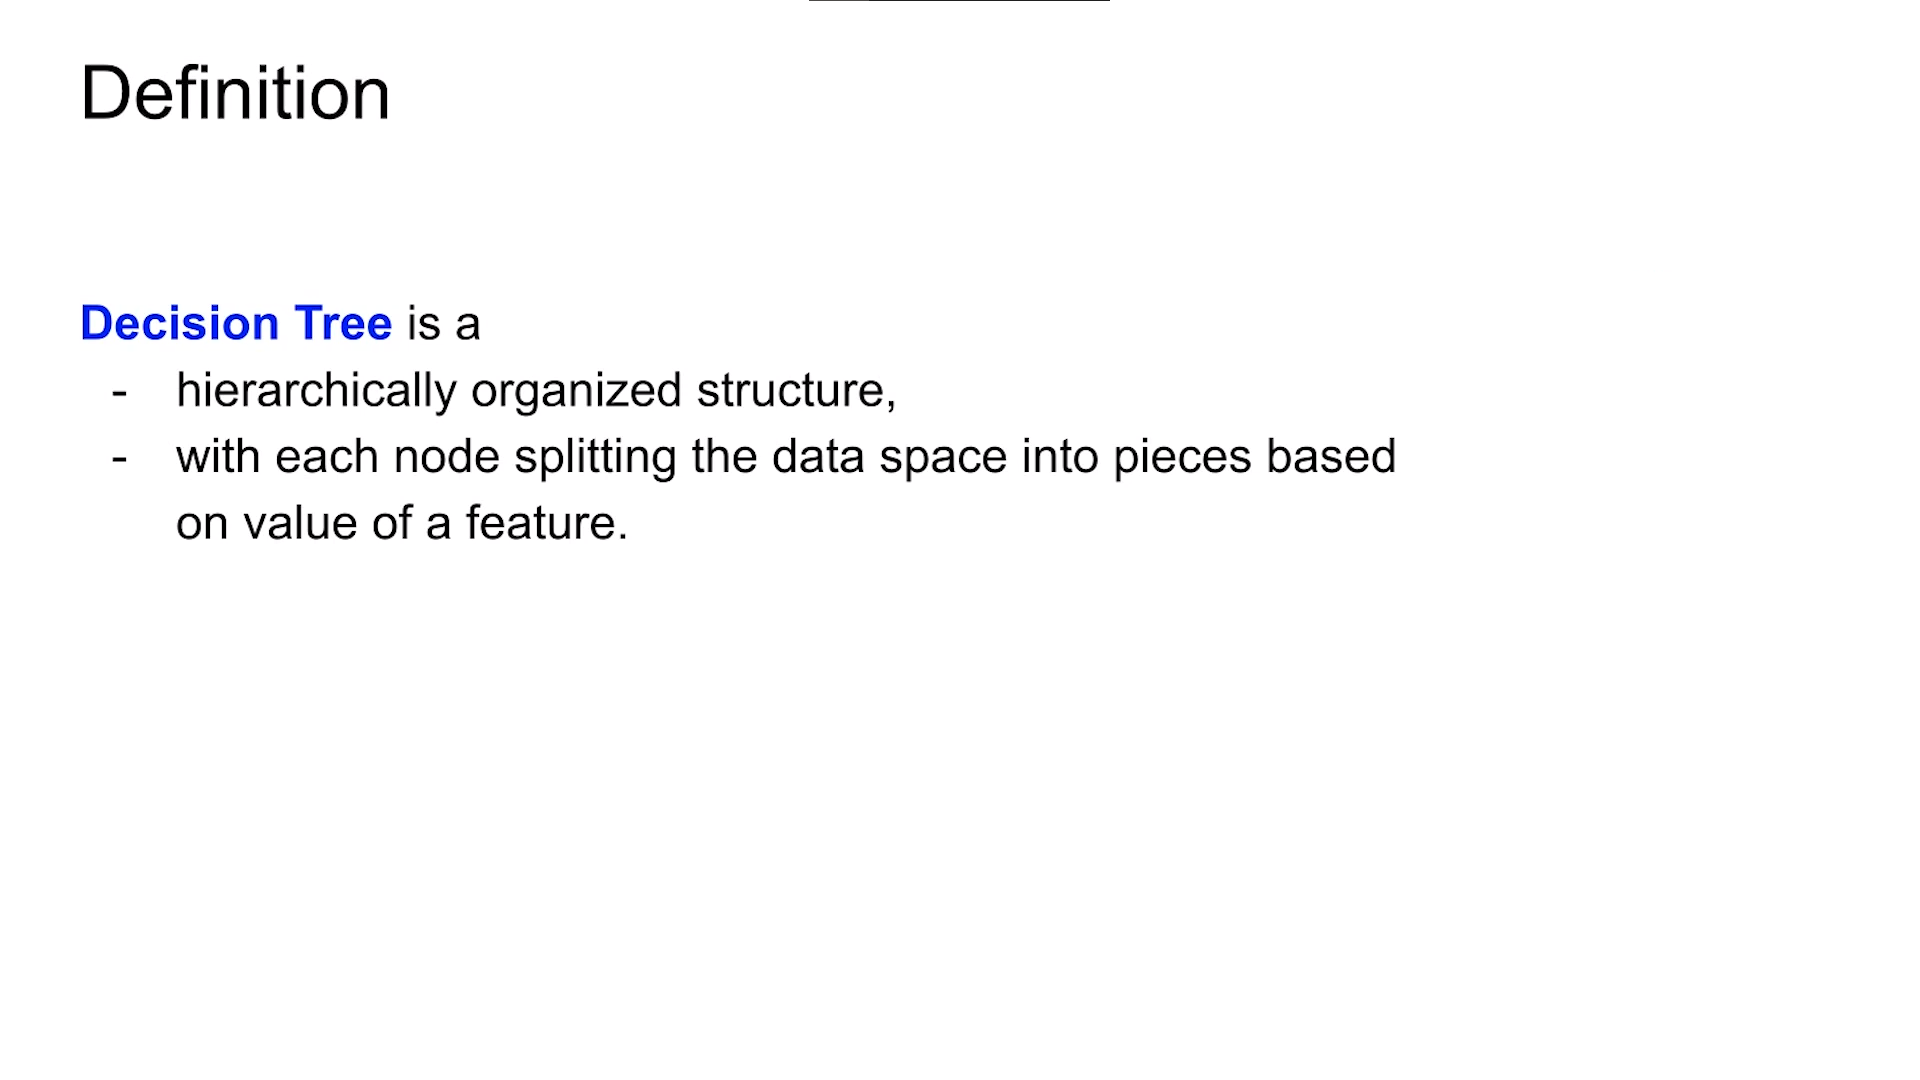 Definition
Decision Tree is a
- hierarchically organized structure,
- with each node splitting the data space into pieces based
on value of a feature.